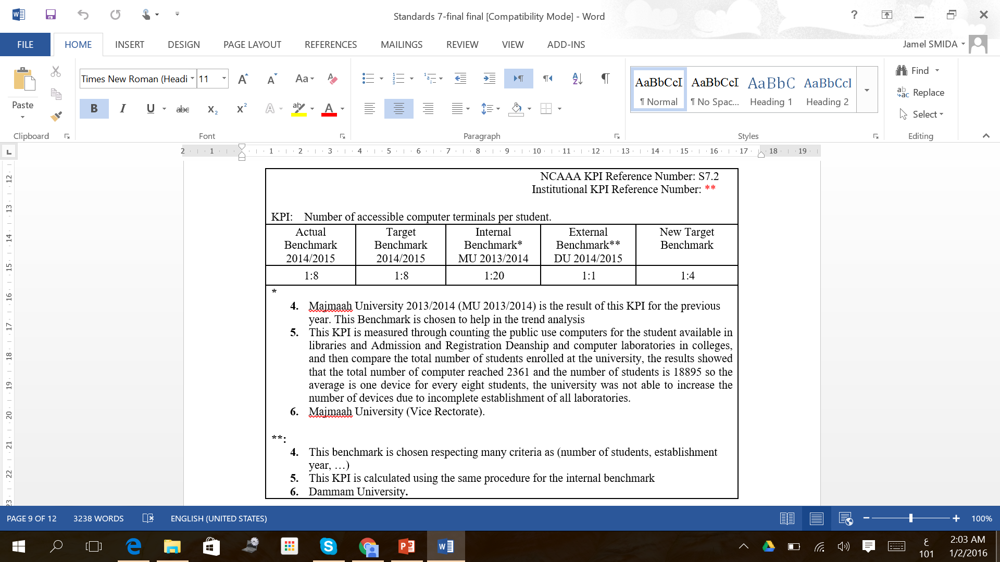 Standards 7-final final [Compatibility Mode] - Word
?
FILE HOME INSERT DESIGN PAGE LAYOUT REFERENCES MAILINGS REVIEW VIEW ADD-INS
Jamel SMIDA
Paste
Clipboard
Times New Roman (Headi 11
Aa
B I U abc X2 X2 A ab A
Font
Paragraph
AaBbCcI AaBbCcI AaBbC AaBbCcI
¶ Normal ¶ No Spac... Heading 1 Heading 2
Styles
Find
Replace
Select
Editing
2 1 1 2 3 4 5 6 7 8 9 10 11 12 13 14 15 16 17 18 19
12
13
14
15
16
17
18
19
20
21
22
23
NCAAA KPI Reference Number: S7.2
Institutional KPI Reference Number: **
KPI: Number of accessible computer terminals per student.
Actual Benchmark 2014/2015
Target Benchmark 2014/2015
Internal Benchmark* MU 2013/2014
External Benchmark** DU 2014/2015
New Target Benchmark
1:8 1:8 1:20 1:1 1:4
*
4. Majmaah University 2013/2014 (MU 2013/2014) is the result of this KPI for the previous
year. This Benchmark is chosen to help in the trend analysis
5. This KPI is measured through counting the public use computers for the student available in
libraries and Admission and Registration Deanship and computer laboratories in colleges,
and then compare the total number of students enrolled at the university, the results showed
that the total number of computer reached 2361 and the number of students is 18895 so the
average is one device for every eight students, the university was not able to increase the
number of devices due to incomplete establishment of all laboratories.
6. Majmaah University (Vice Rectorate).
**:
4. This benchmark is chosen respecting many criteria as (number of students, establishment
year, …)
5. This KPI is calculated using the same procedure for the internal benchmark
6. Dammam University.
PAGE 9 OF 12 3238 WORDS ENGLISH (UNITED STATES) 100%
ع
101
2:03 AM
1/2/2016